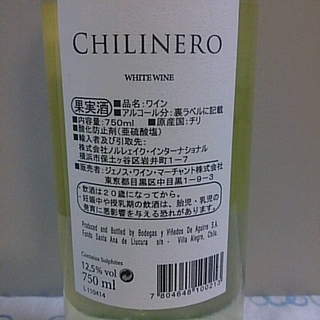 CHILINERO
WHITE WINE
果実酒
■品名:ワイン
■アルコール分:裏ラベルに記載
■内容量:750ml ■原産国:チリ
■酸化防止剤(亜硫酸塩)
■輸入者及び引取先:
株式会社ノルレェイク・インターナショナル
横浜市保土ヶ谷区岩井町1-7
■販売者:ジェノス・ワイン・マーチャント株式会社
東京都目黒区中目黒1-9-3
飲酒は20歳になってから。
妊娠中や授乳期の飲酒は、胎児・乳児の
発育に悪影響を与える恐れがあります。
Produced and Bottled by Bodegas y Viñedos De Aguirre S.A.
Fundo Santa Ana de Liucura s/n - Villa Alegre, Chile.
Contains Sulphites
12,5% vol
750 ml
L.110414
7 804648 100213